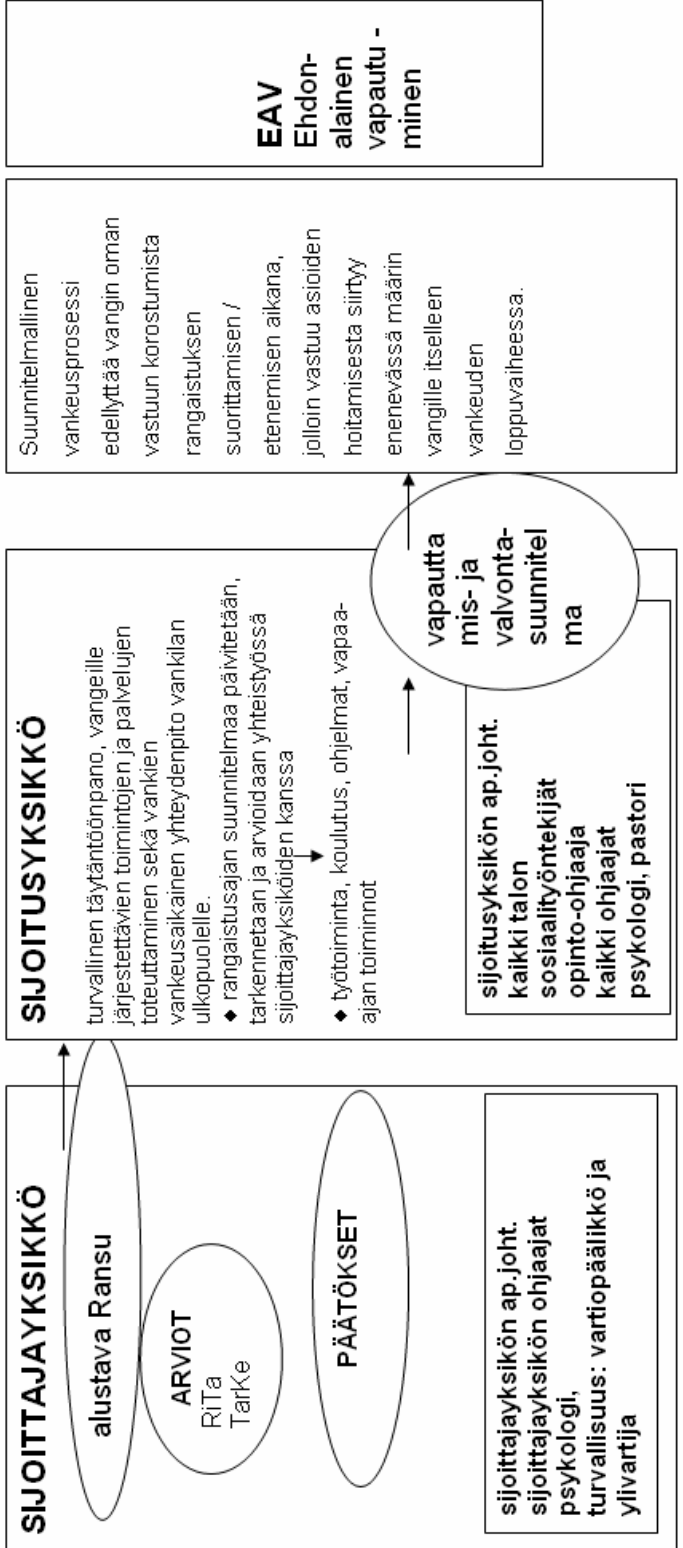 SIJOITTAJAYKSIKKÖ
alustava Ransu
ARVIOT
RiTa
TarKe
PÄÄTÖKSET
sijoittajayksikön ap.joht.
sijoittajayksikön ohjaajat
psykologi,
turvallisuus: vartiopäälikkö ja
ylivartija
SIJOITUSYKSIKKÖ
turvallinen täytäntöönpano, vangeille
järjestettävien toimintojen ja palvelujen
toteuttaminen sekä vankien
vankeusaikainen yhteydenpito vankilan
ulkopuolelle.
◆ rangaistusajan suunnitelmaa päivitetään,
tarkennetaan ja arvioidaan yhteistyössä
sijoittajayksiköiden kanssa
◆ työtoiminta, koulutus, ohjelmat, vapaa-
ajan toiminnot
sijoitusyksikön ap.joht.
kaikki talon
sosiaalityöntekijät
opinto-ohjaaja
kaikki ohjaajat
psykologi, pastori
vapautta
mis- ja
valvonta-
suunnitel
ma
Suunnitelmallinen
vankeusprosessi
edellyttää vangin oman
vastuun korostumista
rangaistuksen
suorittamisen /
etenemisen aikana,
jolloin vastuu asioiden
hoitamisesta siirtyy
enenevässä määrin
vangille itselleen
vankeuden
loppuvaiheessa.
EAV
Ehdon-
alainen
vapautu -
minen